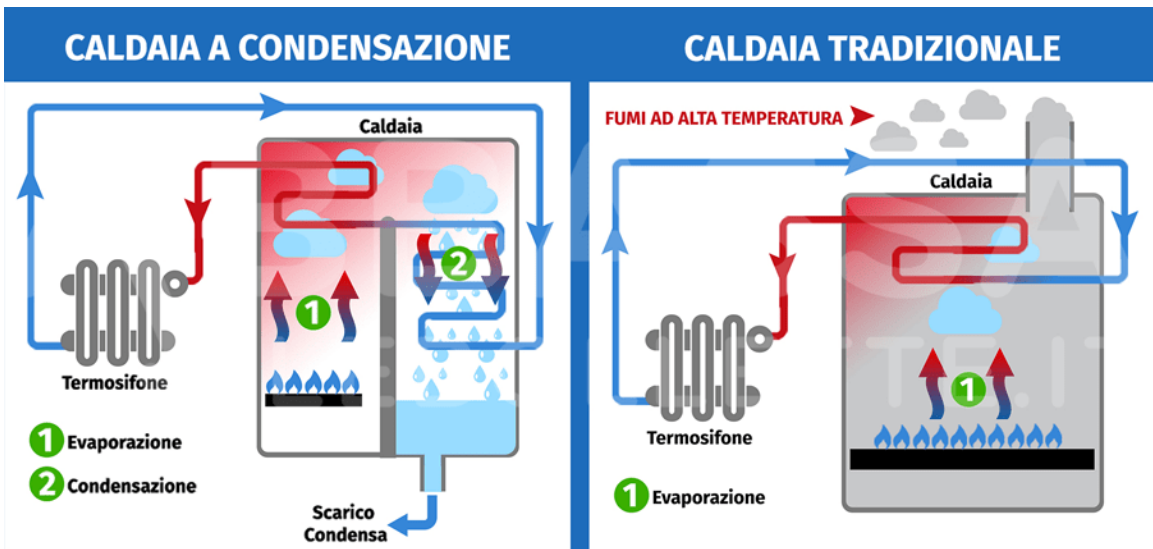 CALDAIA A CONDENSAZIONE
Caldaia
1
2
Termosifone
1 Evaporazione
2 Condensazione
Scarico
Condensa
CALDAIA TRADIZIONALE
FUMI AD ALTA TEMPERATURA
Caldaia
1
Termosifone
1 Evaporazione